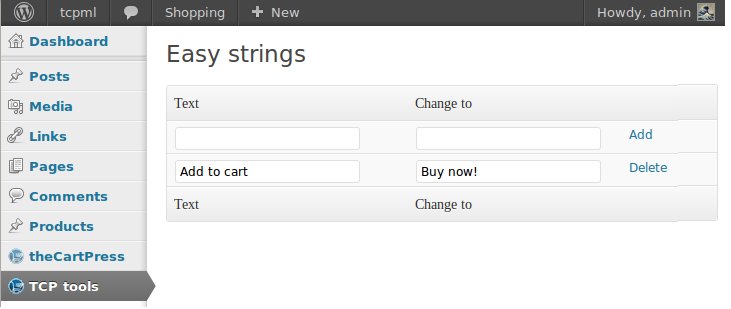 tcpml Shopping + New Howdy, admin
Dashboard
Posts
Media
Links
Pages
Comments
Products
theCartPress
TCP tools
Easy strings
Text Change to
Add
Add to cart Buy now! Delete
Text Change to